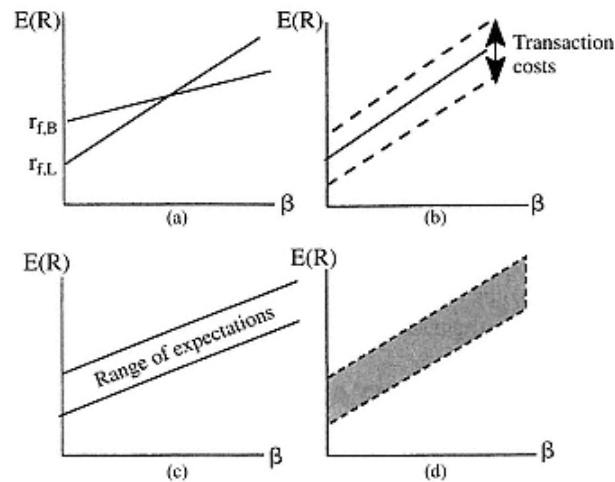 E(R)
r_f,B
r_f,L
β
(a)
E(R)
Transaction
costs
β
(b)
E(R)
Range of expectations
β
(c)
E(R)
β
(d)